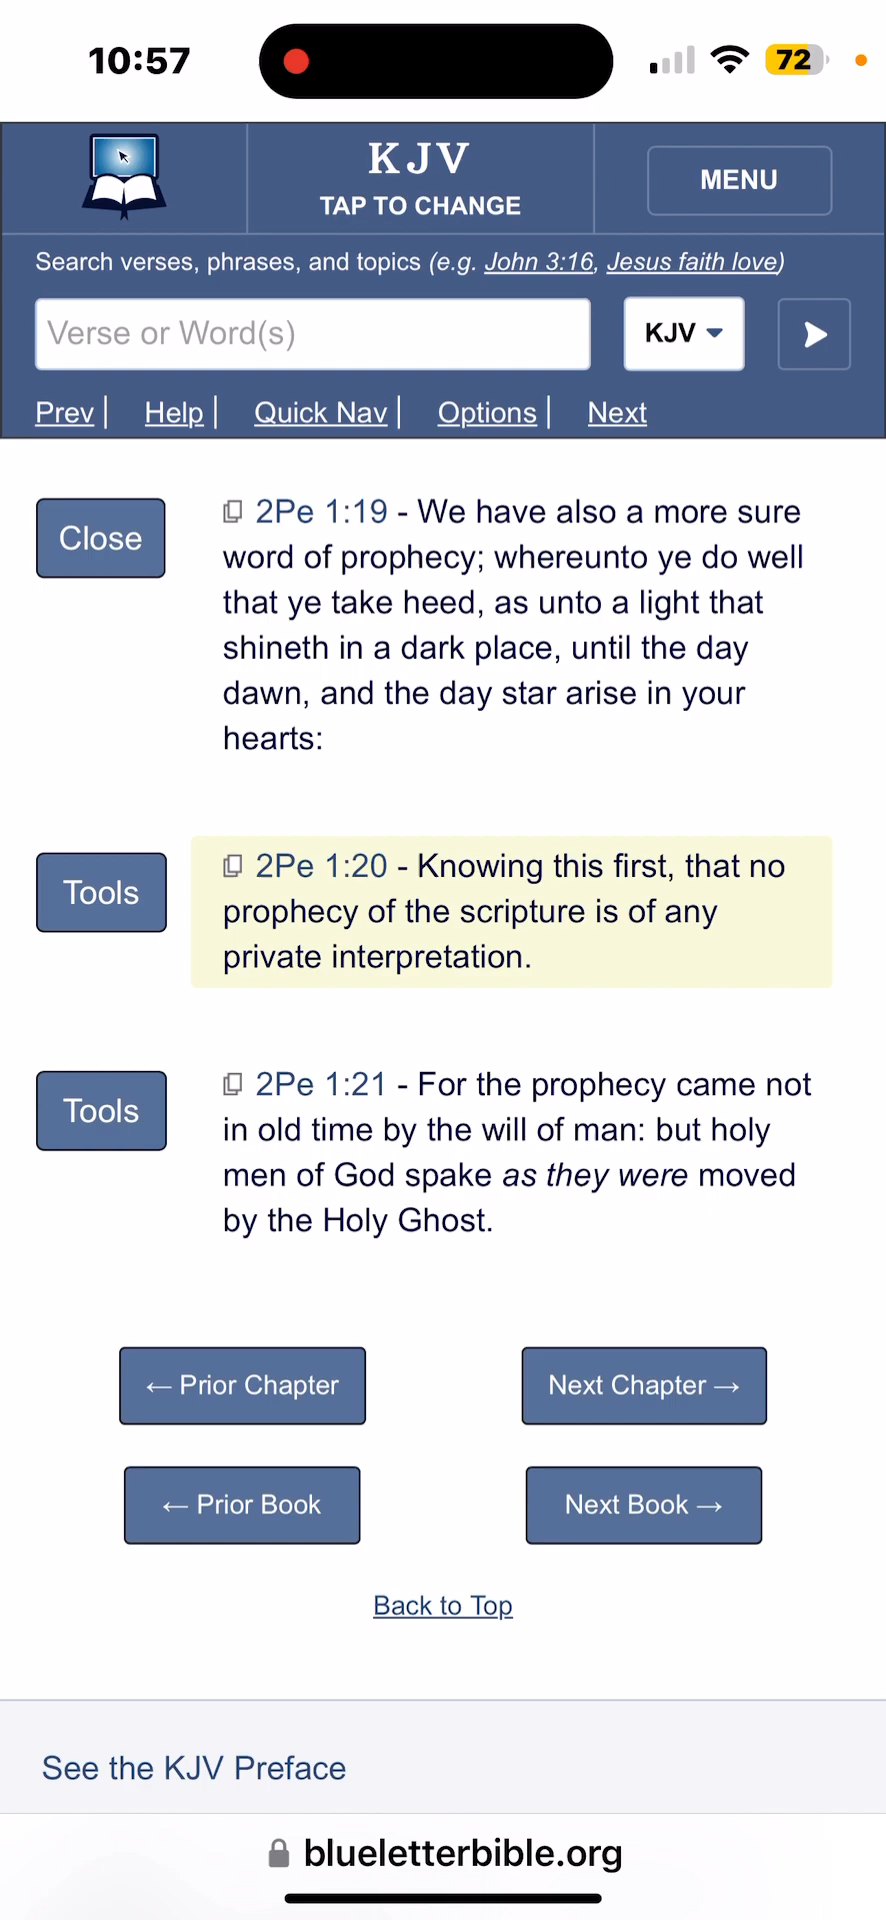 10:57
72
KJV
TAP TO CHANGE
MENU
Search verses, phrases, and topics (e.g. John 3:16, Jesus faith love)
Verse or Word(s)
KJV
Prev | Help | Quick Nav | Options | Next
Close
2Pe 1:19 - We have also a more sure
word of prophecy; whereunto ye do well
that ye take heed, as unto a light that
shineth in a dark place, until the day
dawn, and the day star arise in your
hearts:
Tools
2Pe 1:20 - Knowing this first, that no
prophecy of the scripture is of any
private interpretation.
Tools
2Pe 1:21 - For the prophecy came not
in old time by the will of man: but holy
men of God spake as they were moved
by the Holy Ghost.
← Prior Chapter
Next Chapter →
← Prior Book
Next Book →
Back to Top
See the KJV Preface
blueletterbible.org